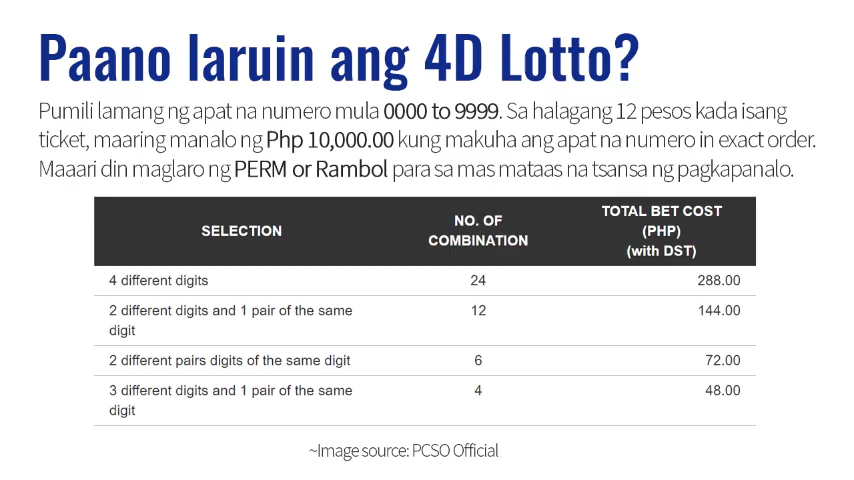 Paano laruin ang 4D Lotto?
Pumili lamang ng apat na numero mula 0000 to 9999. Sa halagang 12 pesos kada isang
ticket, maaring manalo ng Php 10,000.00 kung makuha ang apat na numero in exact order.
Maaari din maglaro ng PERM or Rambol para sa mas mataas na tsansa ng pagkapanalo.
SELECTION
NO. OF
COMBINATION
TOTAL BET COST
(PHP)
(with DST)
4 different digits 24 288.00
2 different digits and 1 pair of the same
digit
12 144.00
2 different pairs digits of the same digit 6 72.00
3 different digits and 1 pair of the same
digit
4 48.00
~Image source: PCSO Official